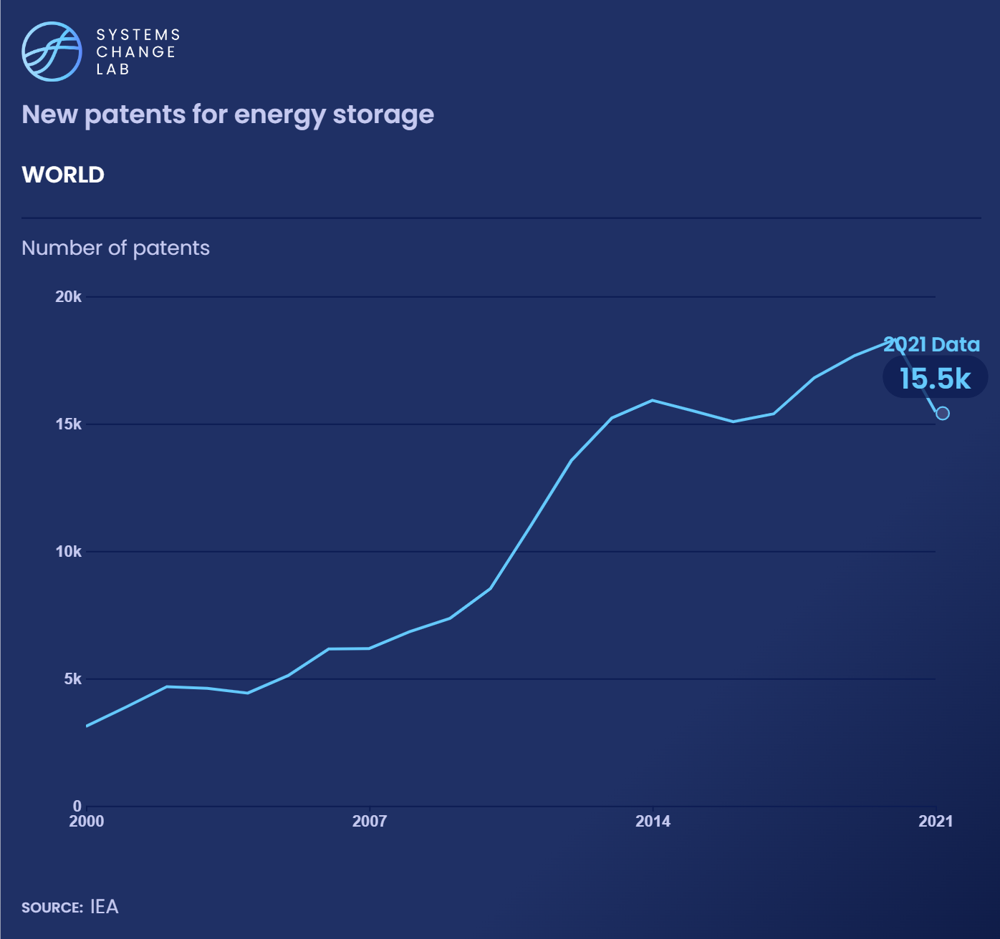 SYSTEMS
CHANGE
LAB
New patents for energy storage
WORLD
Number of patents
20k
2021 Data
15.5k
15k
10k
5k
0
2000 2007 2014 2021
SOURCE: IEA